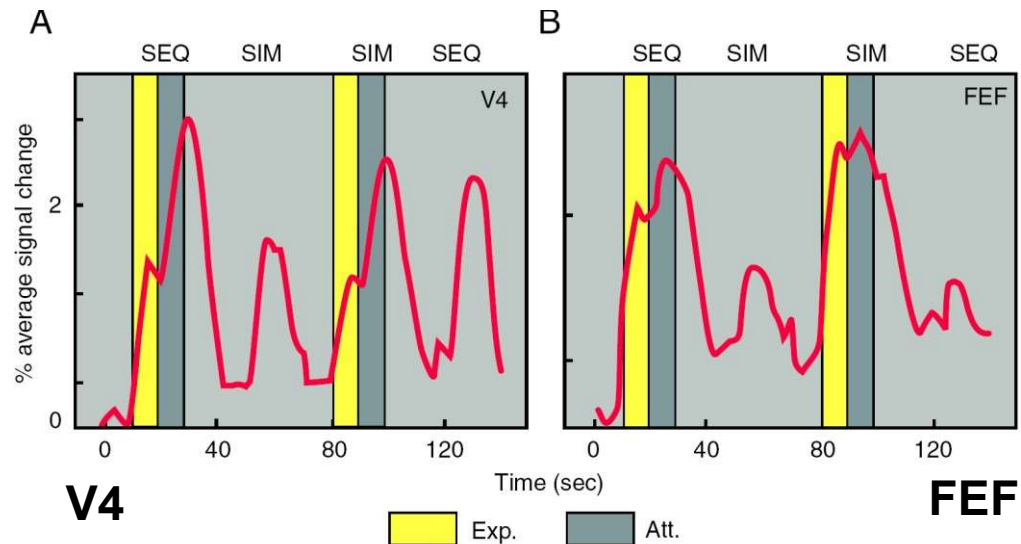 A
B
SEQ SIM SIM SEQ
SEQ SIM SIM SEQ
V4
FEF
% average signal change
2
0
0 40 80 120
0 40 80 120
Time (sec)
V4
FEF
Exp.
Att.